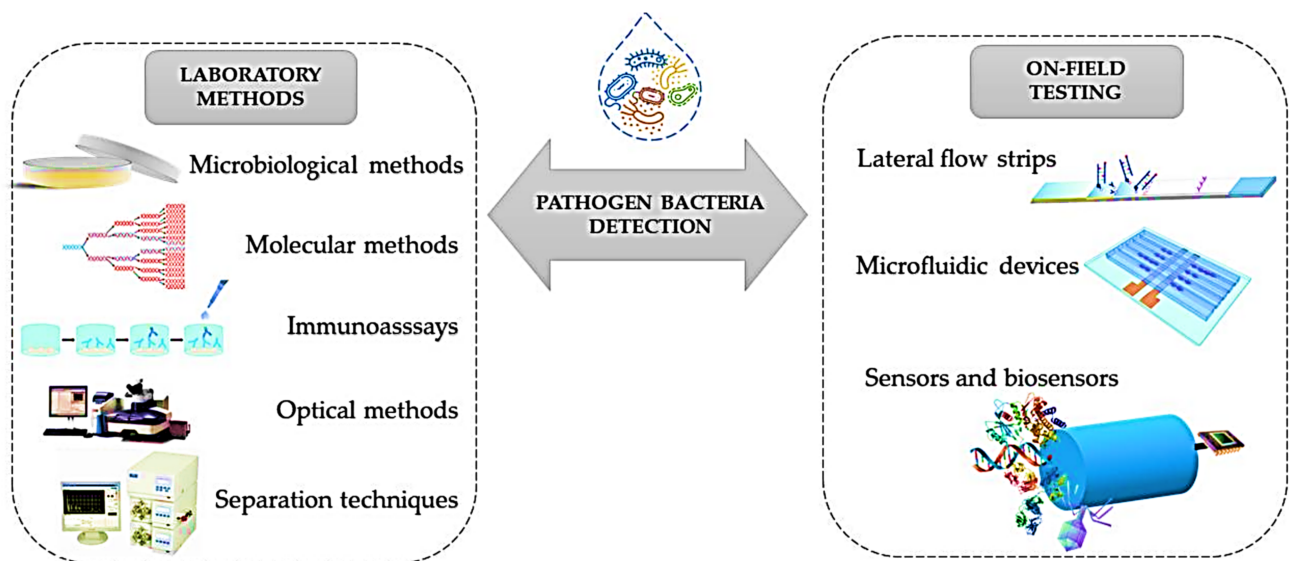 LABORATORY
METHODS
Microbiological methods
Molecular methods
Immunoasssays
Optical methods
Separation techniques
PATHOGEN BACTERIA
DETECTION
ON-FIELD
TESTING
Lateral flow strips
Microfluidic devices
Sensors and biosensors